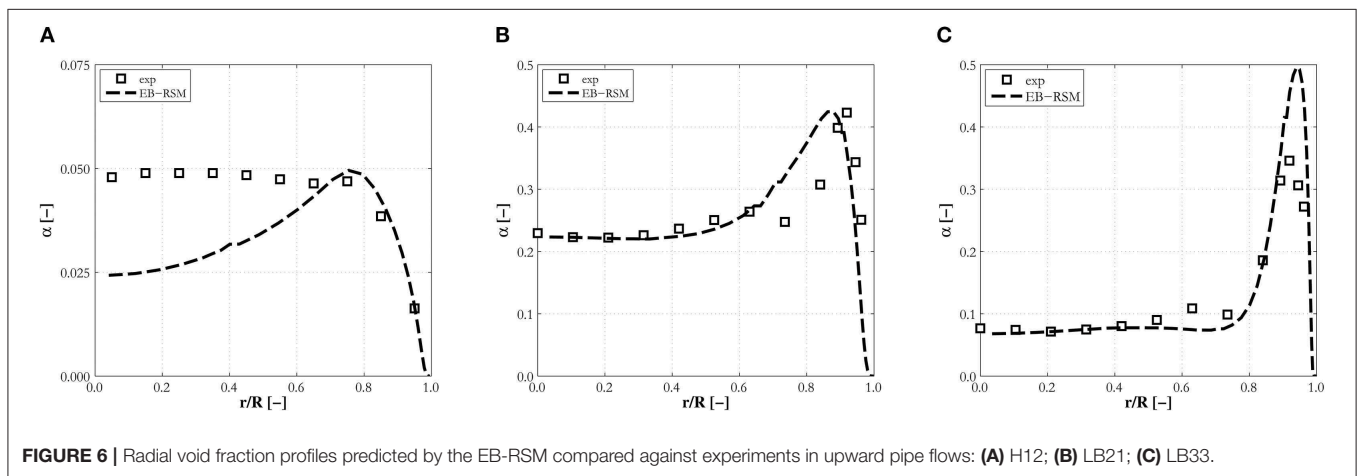 A
0.075
0.050
0.025
0.000
α [−]
exp
EB−RSM
0.0 0.2 0.4 0.6 0.8 1.0
r/R [−]
B
0.5
0.4
0.3
0.2
0.1
0.0
α [−]
exp
EB−RSM
0.0 0.2 0.4 0.6 0.8 1.0
r/R [−]
C
0.5
0.4
0.3
0.2
0.1
0.0
α [−]
exp
EB−RSM
0.0 0.2 0.4 0.6 0.8 1.0
r/R [−]
FIGURE 6 | Radial void fraction profiles predicted by the EB-RSM compared against experiments in upward pipe flows: (A) H12; (B) LB21; (C) LB33.